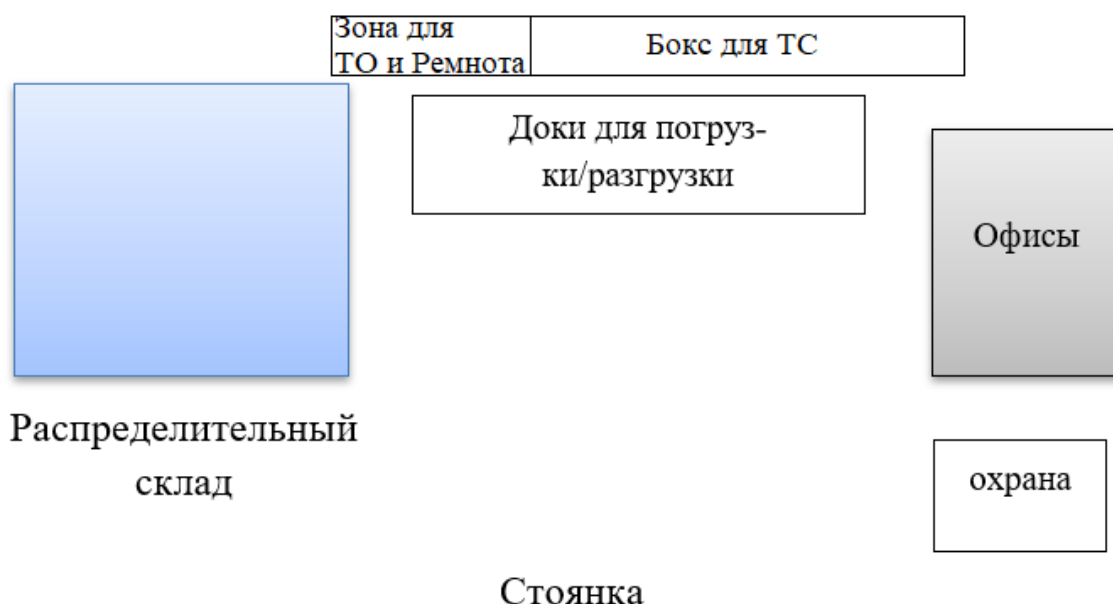 Зона для
ТО и Ремнота
Бокс для ТС
Доки для погруз-
ки/разгрузки
Офисы
Распределительный
склад
охрана
Стоянка